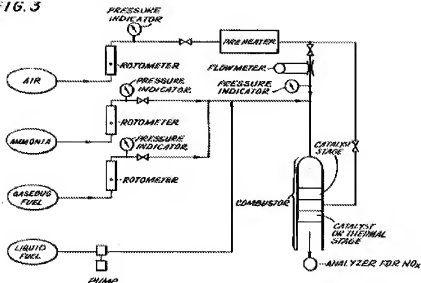 FIG. 3
PRESSURE
INDICATOR
PREHEATER
ROTOMETER
AIR
FLOWMETER
PRESSURE
INDICATOR
PRESSURE
INDICATOR
AMMONIA
ROTOMETER
PRESSURE
INDICATOR
CATALYST
STAGE
ROTOMETER
GASEBUG
FUEL
COMBUSTOR
CATALYST
OR THERMAL
STAGE
LIQUID
FUEL
ANALYZER FOR NOx
PUMP